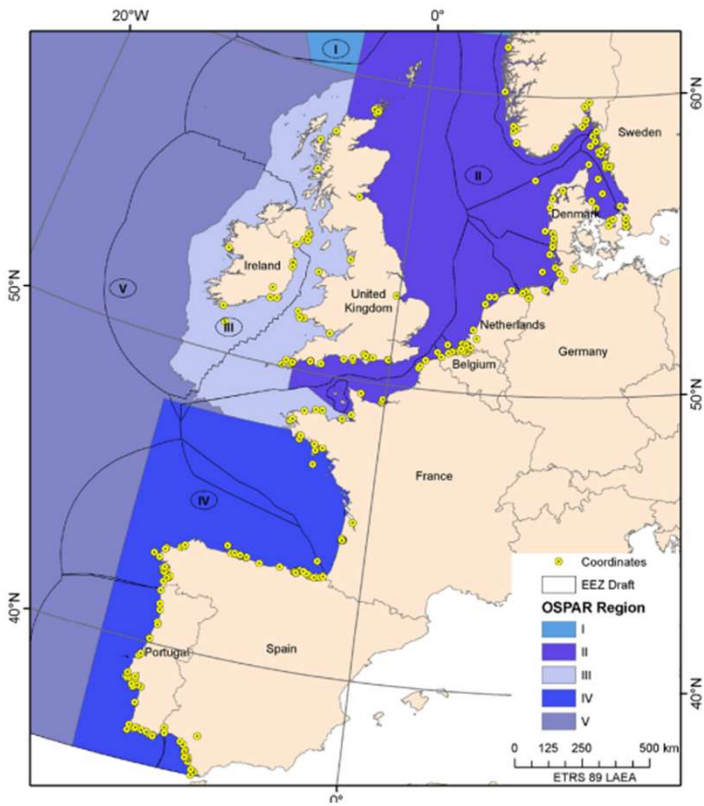 20°W
0°
I
60°N
Sweden
II
Denmark
50°N
Ireland
V
United
Kingdom
III
Netherlands
Germany
Belgium
50°N
France
IV
Coordinates
EEZ Draft
OSPAR Region
I
II
III
IV
V
40°N
Portugal
Spain
40°N
0 125 250 500 km
ETRS 89 LAEA
0°